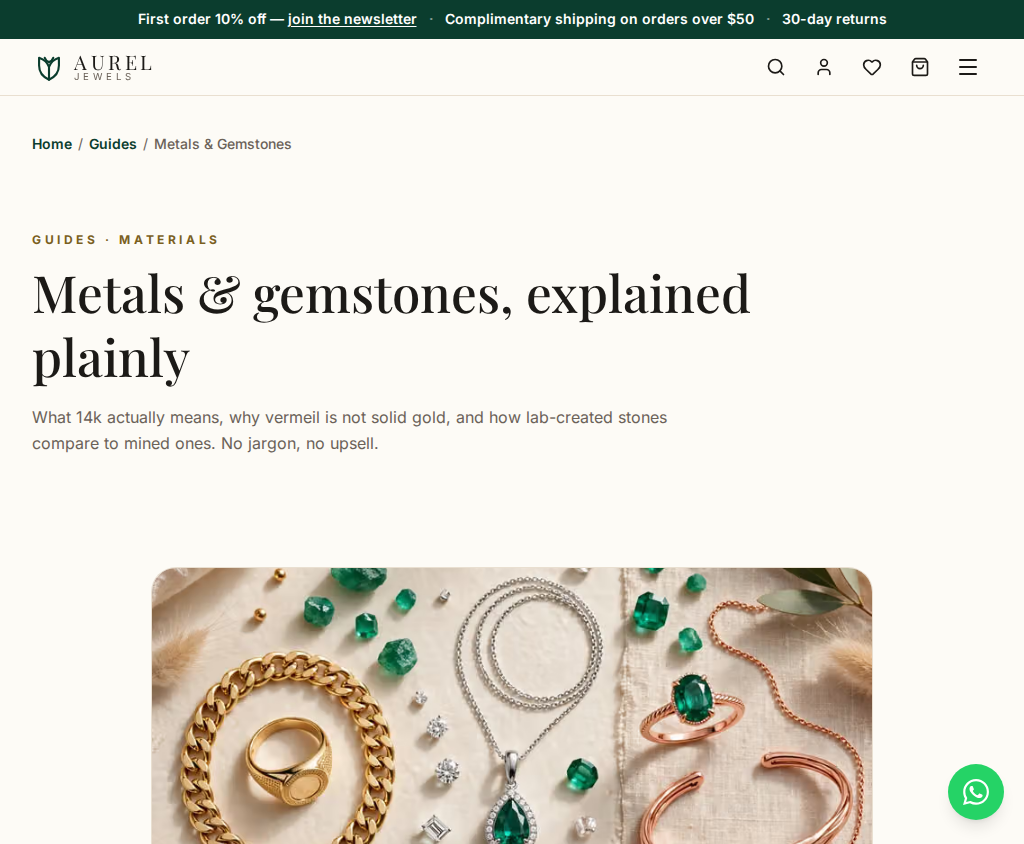 First order 10% off — join the newsletter · Complimentary shipping on orders over $50 · 30-day returns
AUREL
JEWELS
Home / Guides / Metals & Gemstones
GUIDES · MATERIALS
Metals & gemstones, explained
plainly
What 14k actually means, why vermeil is not solid gold, and how lab-created stones
compare to mined ones. No jargon, no upsell.